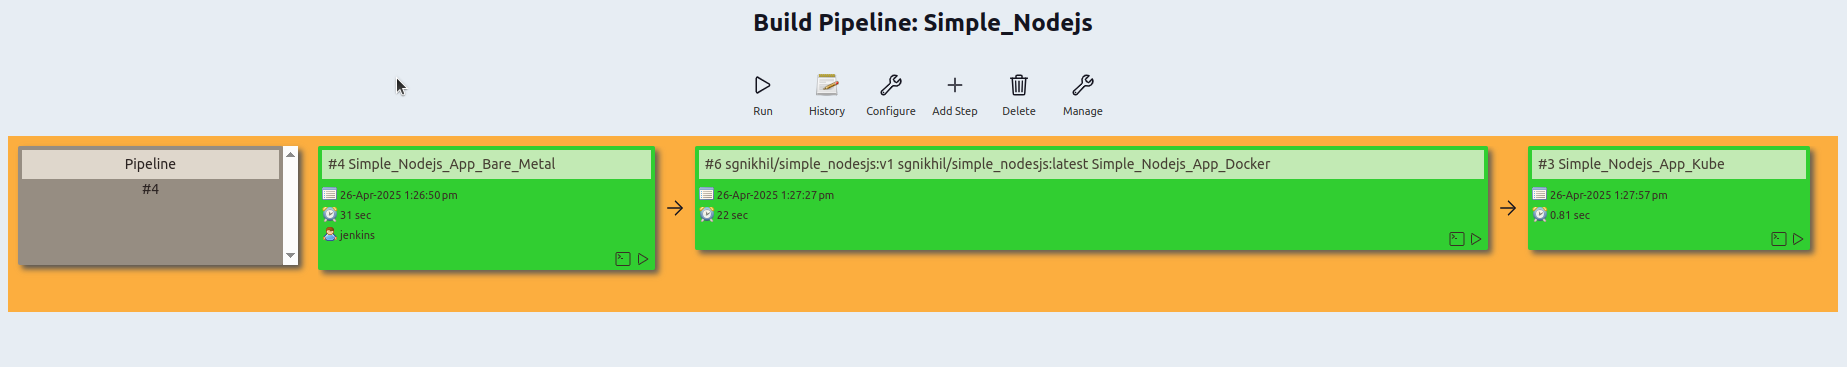 Build Pipeline: Simple_Nodejs
Run History Configure Add Step Delete Manage
Pipeline
#4
#4 Simple_Nodejs_App_Bare_Metal
26-Apr-2025 1:26:50 pm
31 sec
jenkins
#6 sgnikhil/simple_nodesjs:v1 sgnikhil/simple_nodesjs:latest Simple_Nodejs_App_Docker
26-Apr-2025 1:27:27 pm
22 sec
#3 Simple_Nodejs_App_Kube
26-Apr-2025 1:27:57 pm
0.81 sec